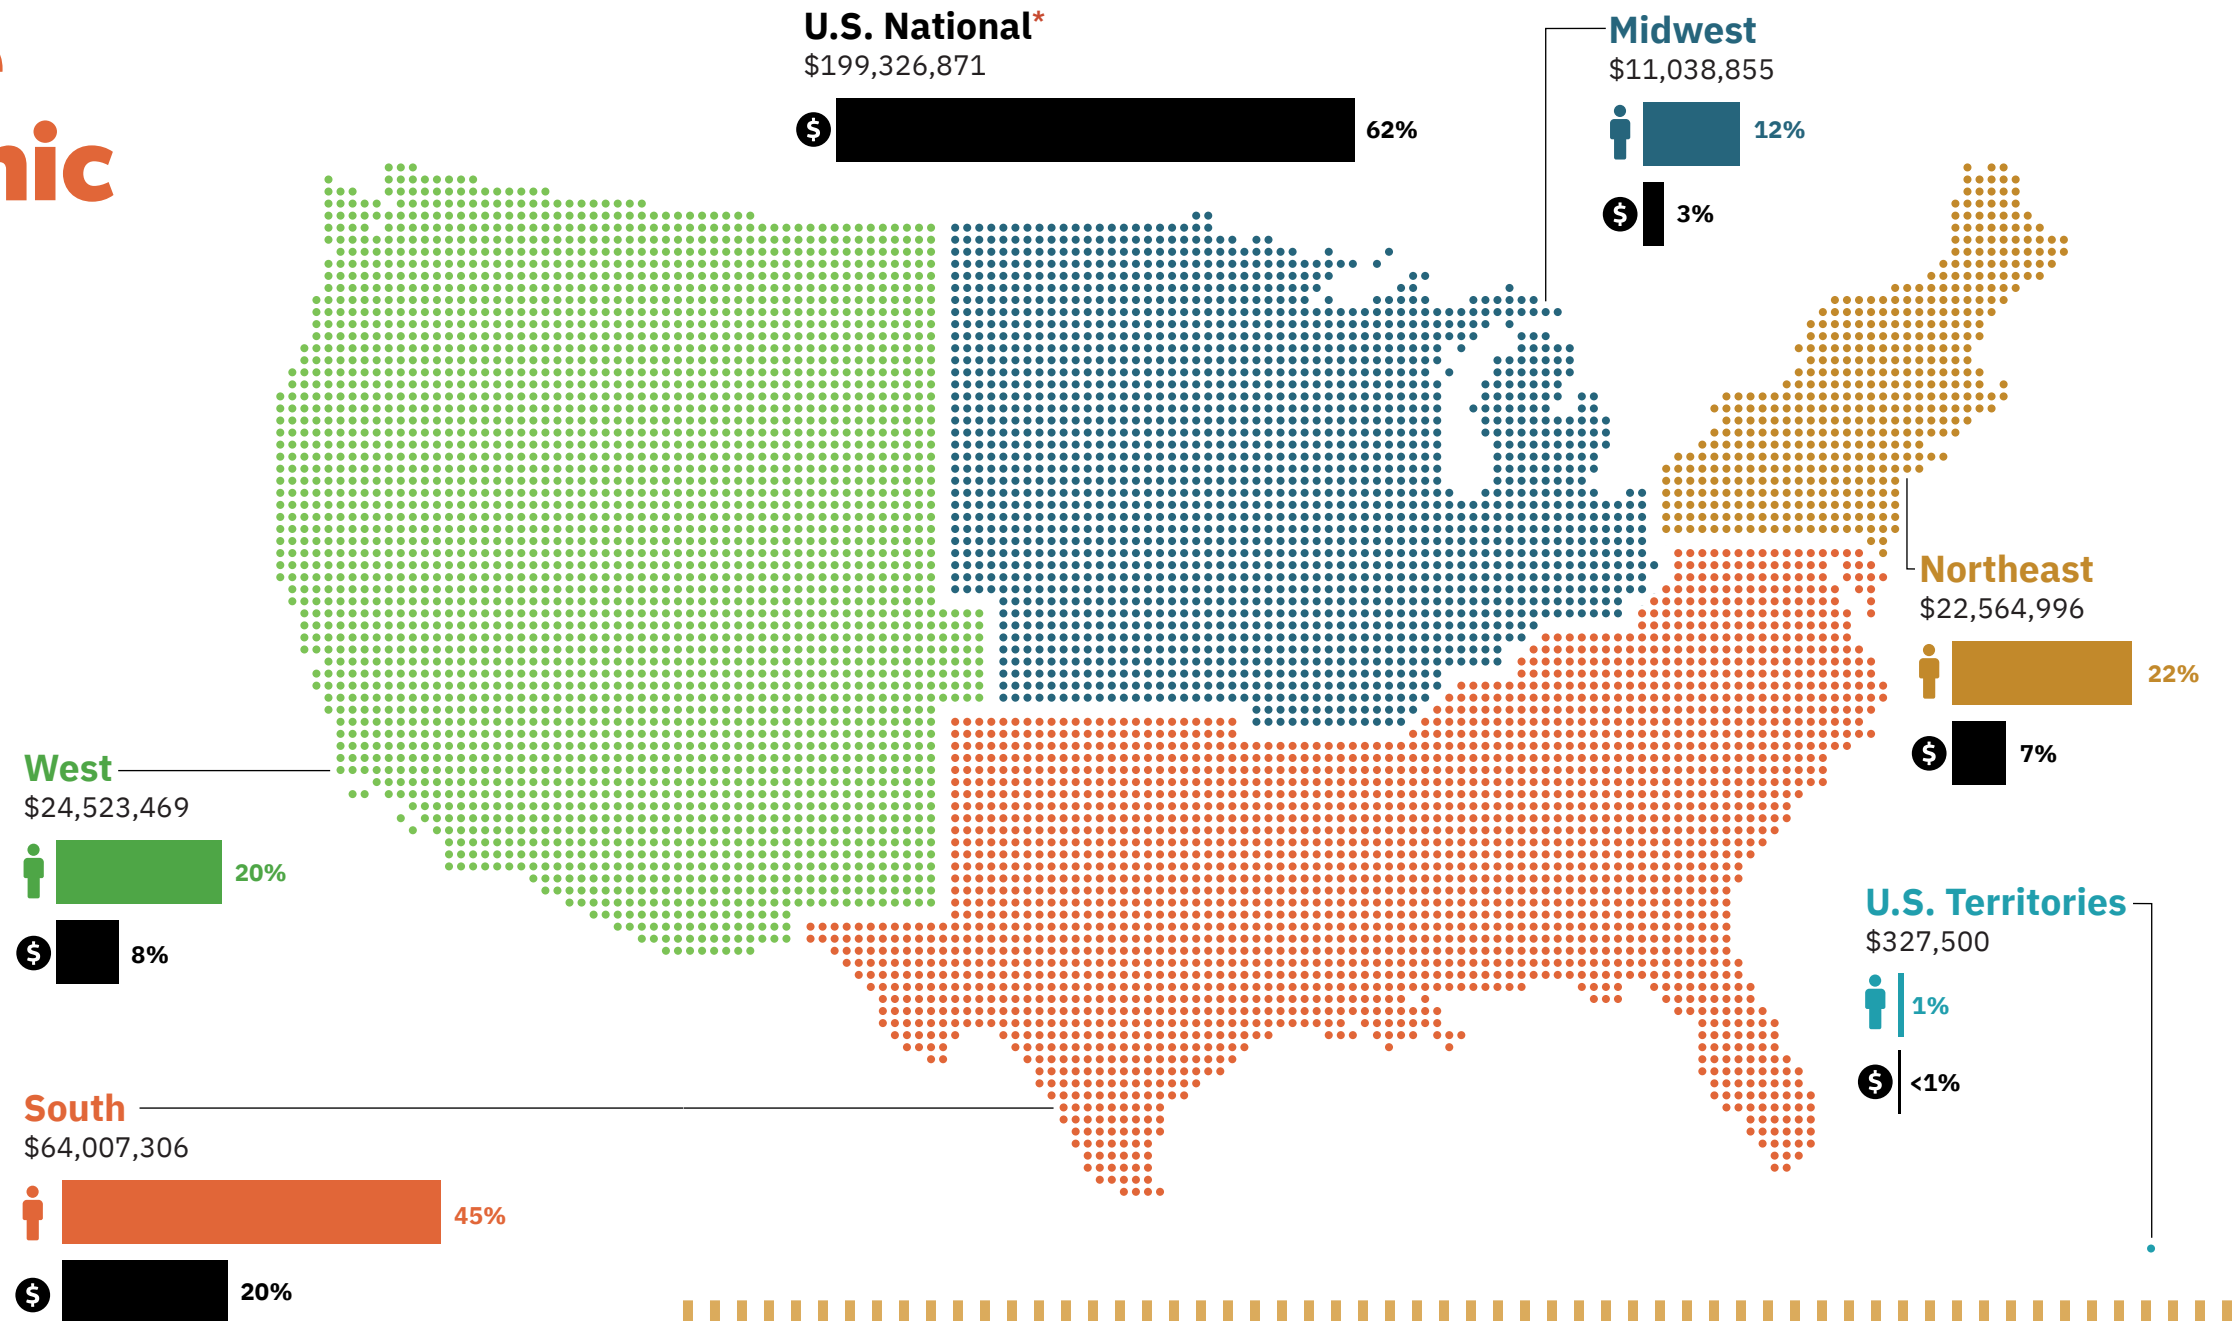 nic
U.S. National*
$199,326,871
$ 62%
Midwest
$11,038,855
12%
$ 3%
Northeast
$22,564,996
22%
$ 7%
West
$24,523,469
20%
$ 8%
U.S. Territories
$327,500
1%
$ <1%
South
$64,007,306
45%
$ 20%